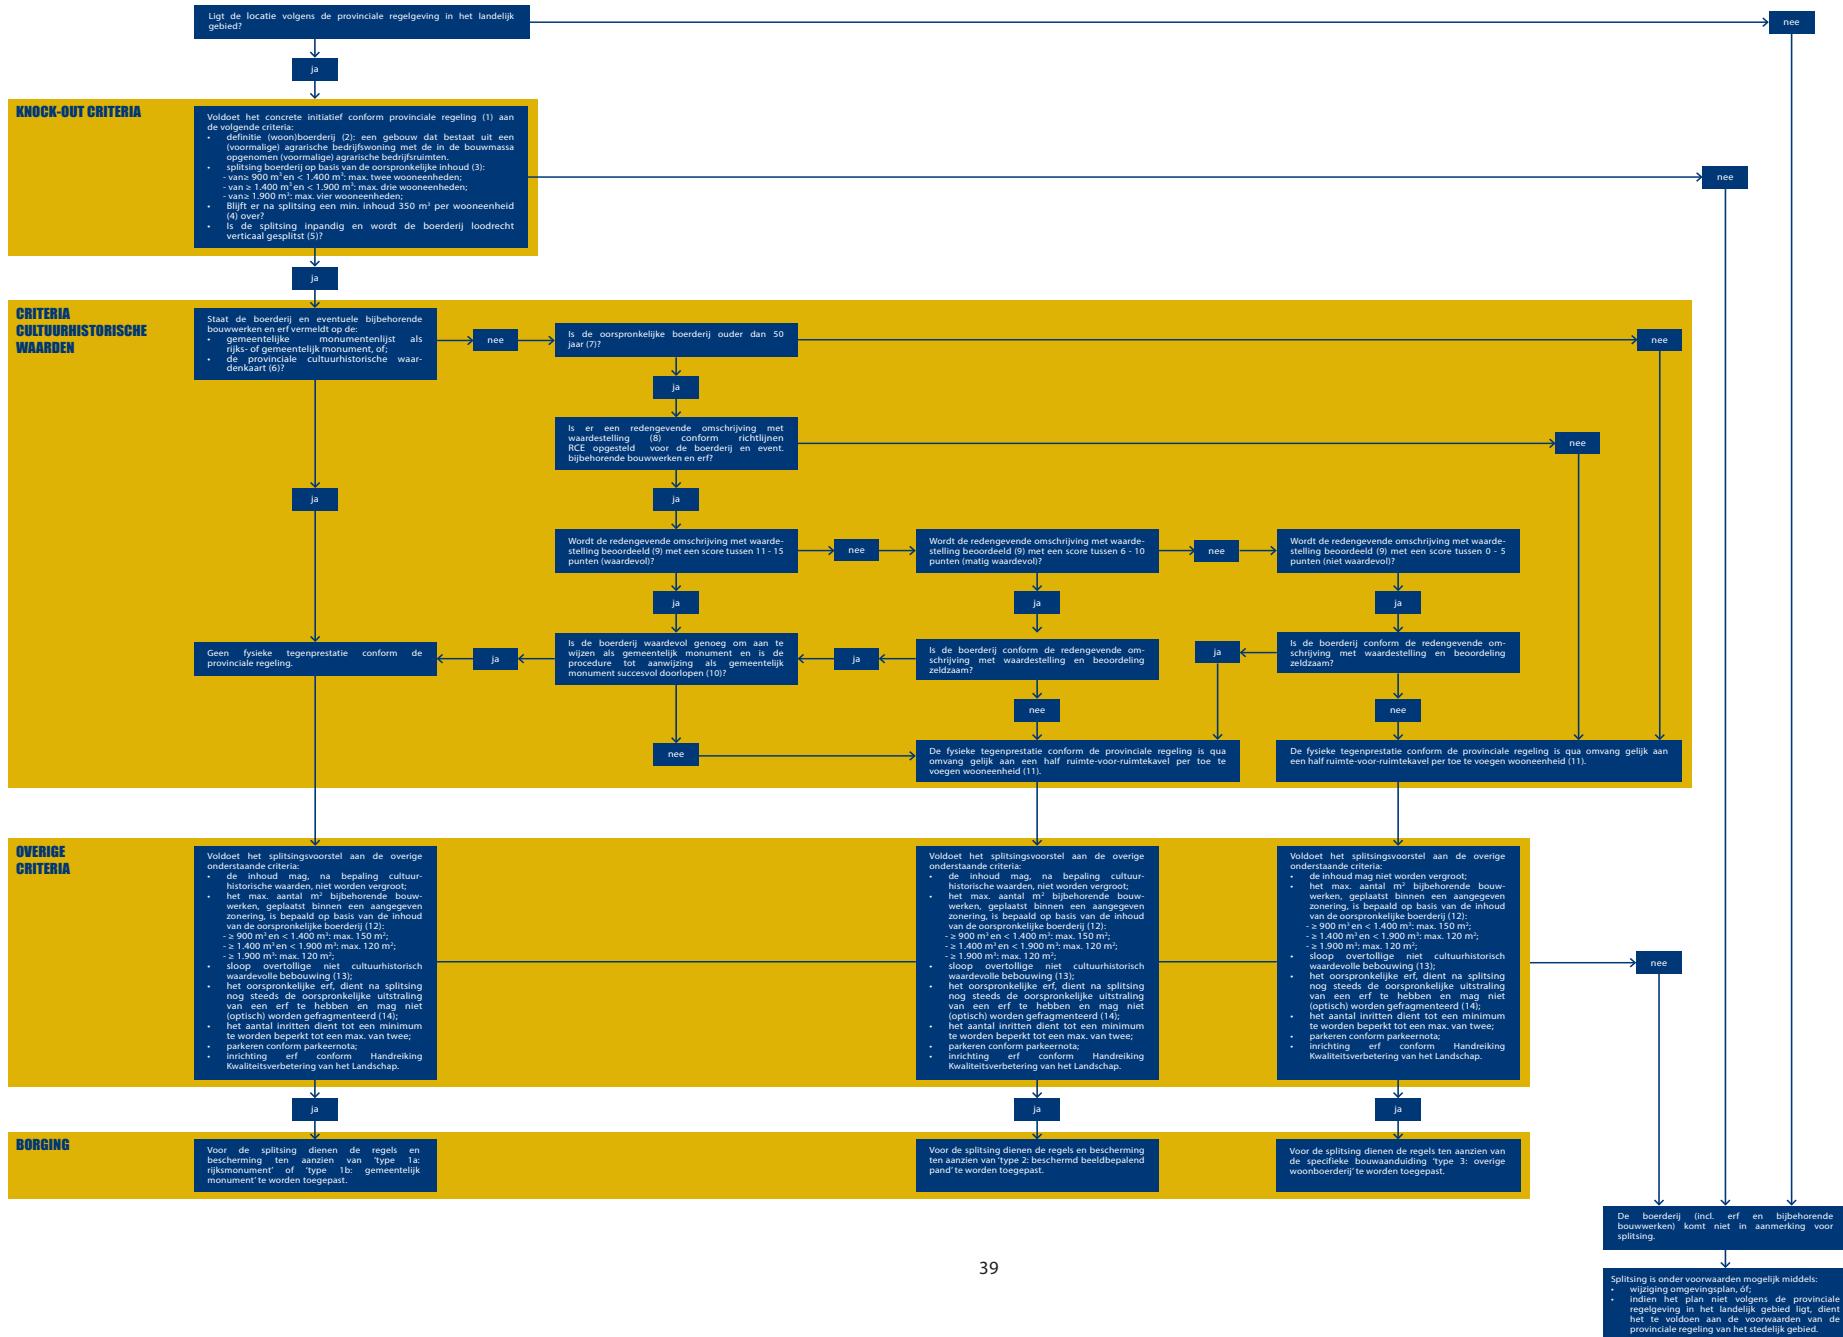 Ligt de locatie volgens de provinciale regelgeving in het landelijk
gebied?
nee
ja
KNOCK-OUT CRITERIA
Voldoet het concrete initiatief conform provinciale regeling (1) aan
de volgende criteria:
• definitie (woon)boerderij (2): een gebouw dat bestaat uit een
(voormalige) agrarische bedrijfswoning met de in de bouwmassa
opgenomen (voormalige) agrarische bedrijfsruimten.
• splitsing boerderij op basis van de oorspronkelijke inhoud (3):
- van≥ 900 m³ en < 1.400 m³: max. twee wooneenheden;
- van ≥ 1.400 m³ en < 1.900 m³: max. drie wooneenheden;
- van≥ 1.900 m³: max. vier wooneenheden;
• Blijft er na splitsing een min. inhoud 350 m³ per wooneenheid
(4) over?
• Is de splitsing inpandig en wordt de boerderij loodrecht
verticaal gesplitst (5)?
nee
ja
CRITERIA
CULTUURHISTORISCHE
WAARDEN
Staat de boerderij en eventuele bijbehorende
bouwwerken en erf vermeldt op de:
• gemeentelijke monumentenlijst als
rijks- of gemeentelijk monument, of;
• de provinciale cultuurhistorische waar-
denkaart (6)?
nee
Is de oorspronkelijke boerderij ouder dan 50
jaar (7)?
nee
ja
Is er een redengevende omschrijving met
waardestelling (8) conform richtlijnen
RCE opgesteld voor de boerderij en event.
bijbehorende bouwwerken en erf?
nee
ja
ja
Wordt de redengevende omschrijving met waarde-
stelling beoordeeld (9) met een score tussen 11 - 15
punten (waardevol)?
nee
Wordt de redengevende omschrijving met waarde-
stelling beoordeeld (9) met een score tussen 6 - 10
punten (matig waardevol)?
nee
Wordt de redengevende omschrijving met waarde-
stelling beoordeeld (9) met een score tussen 0 - 5
punten (niet waardevol)?
ja
ja
ja
Geen fysieke tegenprestatie conform de
provinciale regeling.
ja
Is de boerderij waardevol genoeg om aan te
wijzen als gemeentelijk monument en is de
procedure tot aanwijzing als gemeentelijk
monument succesvol doorlopen (10)?
ja
Is de boerderij conform de redengevende om-
schrijving met waardestelling en beoordeling
zeldzaam?
ja
Is de boerderij conform de redengevende om-
schrijving met waardestelling en beoordeling
zeldzaam?
nee
nee
nee
De fysieke tegenprestatie conform de provinciale regeling is qua
omvang gelijk aan een half ruimte-voor-ruimtekavel per toe te
voegen wooneenheid (11).
De fysieke tegenprestatie conform de provinciale regeling is qua omvang gelijk aan
een half ruimte-voor-ruimtekavel per toe te voegen wooneenheid (11).
OVERIGE
CRITERIA
Voldoet het splitsingsvoorstel aan de overige
onderstaande criteria:
• de inhoud mag, na bepaling cultuur-
historische waarden, niet worden vergroot;
• het max. aantal m² bijbehorende bouw-
werken, geplaatst binnen een aangegeven
zonering, is bepaald op basis van de inhoud
van de oorspronkelijke boerderij (12):
- ≥ 900 m³ en < 1.400 m³: max. 150 m²;
- ≥ 1.400 m³ en < 1.900 m³: max. 120 m²;
- ≥ 1.900 m³: max. 120 m²;
• sloop overtollige niet cultuurhistorisch
waardevolle bebouwing (13);
• het oorspronkelijke erf, dient na splitsing
nog steeds de oorspronkelijke uitstraling
van een erf te hebben en mag niet
(optisch) worden gefragmenteerd (14);
• het aantal inritten dient tot een minimum
te worden beperkt tot een max. van twee;
• parkeren conform parkeernota;
• inrichting erf conform Handreiking
Kwaliteitsverbetering van het Landschap.
Voldoet het splitsingsvoorstel aan de overige
onderstaande criteria:
• de inhoud mag, na bepaling cultuur-
historische waarden, niet worden vergroot;
• het max. aantal m² bijbehorende bouw-
werken, geplaatst binnen een aangegeven
zonering, is bepaald op basis van de inhoud
van de oorspronkelijke boerderij (12):
- ≥ 900 m³ en < 1.400 m³: max. 150 m²;
- ≥ 1.400 m³ en < 1.900 m³: max. 120 m²;
- ≥ 1.900 m³: max. 120 m²;
• sloop overtollige niet cultuurhistorisch
waardevolle bebouwing (13);
• het oorspronkelijke erf, dient na splitsing
nog steeds de oorspronkelijke uitstraling
van een erf te hebben en mag niet
(optisch) worden gefragmenteerd (14);
• het aantal inritten dient tot een minimum
te worden beperkt tot een max. van twee;
• parkeren conform parkeernota;
• inrichting erf conform Handreiking
Kwaliteitsverbetering van het Landschap.
Voldoet het splitsingsvoorstel aan de overige
onderstaande criteria:
• de inhoud mag niet worden vergroot;
• het max. aantal m² bijbehorende bouw-
werken, geplaatst binnen een aangegeven
zonering, is bepaald op basis van de inhoud
van de oorspronkelijke boerderij (12):
- ≥ 900 m³ en < 1.400 m³: max. 150 m²;
- ≥ 1.400 m³ en < 1.900 m³: max. 120 m²;
- ≥ 1.900 m³: max. 120 m²;
• sloop overtollige niet cultuurhistorisch
waardevolle bebouwing (13);
• het oorspronkelijke erf, dient na splitsing
nog steeds de oorspronkelijke uitstraling
van een erf te hebben en mag niet
(optisch) worden gefragmenteerd (14);
• het aantal inritten dient tot een minimum
te worden beperkt tot een max. van twee;
• parkeren conform parkeernota;
• inrichting erf conform Handreiking
Kwaliteitsverbetering van het Landschap.
nee
ja
ja
ja
BORGING
Voor de splitsing dienen de regels en
bescherming ten aanzien van ‘type 1a:
rijksmonument’ of ‘type 1b: gemeentelijk
monument’ te worden toegepast.
Voor de splitsing dienen de regels en bescherming
ten aanzien van ‘type 2: beschermd beeldbepalend
pand’ te worden toegepast.
Voor de splitsing dienen de regels ten aanzien van
de specifieke bouwaanduiding ‘type 3: overige
woonboerderij’ te worden toegepast.
De boerderij (incl. erf en bijbehorende
bouwwerken) komt niet in aanmerking voor
splitsing.
Splitsing is onder voorwaarden mogelijk middels:
• wijziging omgevingsplan, óf;
• indien het plan niet volgens de provinciale
regelgeving in het landelijk gebied ligt, dient
het te voldoen aan de voorwaarden van de
provinciale regeling van het stedelijk gebied.
39